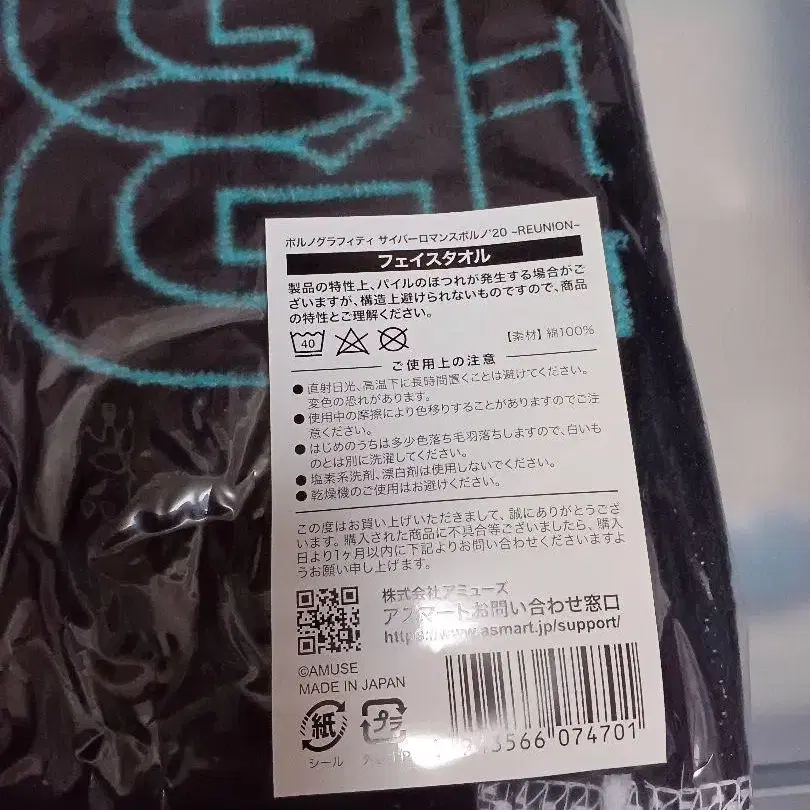 ポルノグラフィティ サイバーロマンスポルノ'20 ~REUNION~
フェイスタオル
製品の特性上、パイルのほつれが発生する場合がご
ざいますが、構造上避けられないものですので、商品
の特性とご理解ください。
40
【素材】綿100%
ご使用上の注意
●直射日光、高温下に長時間置くことは避けてください。
変色の恐れがあります。
●使用中の摩擦により色移りすることがありますのでご注
意ください。
●はじめのうちは多少色落ち毛羽落ちしますので、白いも
のとは別に洗濯してください。
●塩素系洗剤、漂白剤は使用しないでください。
●乾燥機のご使用はお避けください。
この度はお買い上げいただきまして、誠にありがとうござ
います。購入された商品に不具合等ございましたら、購入
日より1ヶ月以内に下記よりお問い合わせくださいますよ
うお願い申し上げます。
株式会社アミューズ
アスマートお問い合わせ窓口
https://www.asmart.jp/support/
©AMUSE
MADE IN JAPAN
紙
プラ
シール
566 074701